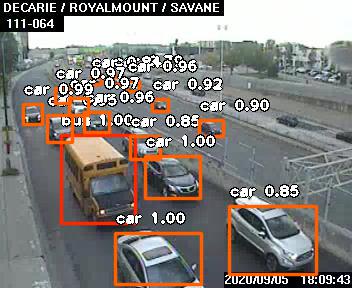 DECARIE / ROYALMOUNT / SAVANE
111-064
car 0.96
car 0.97
car 0.97
car 0.92
car 0.99
car 0.96
car 0.90
bus 1.00
car 0.85
car 1.00
car 0.85
car 1.00
2020/09/05 18:09:43